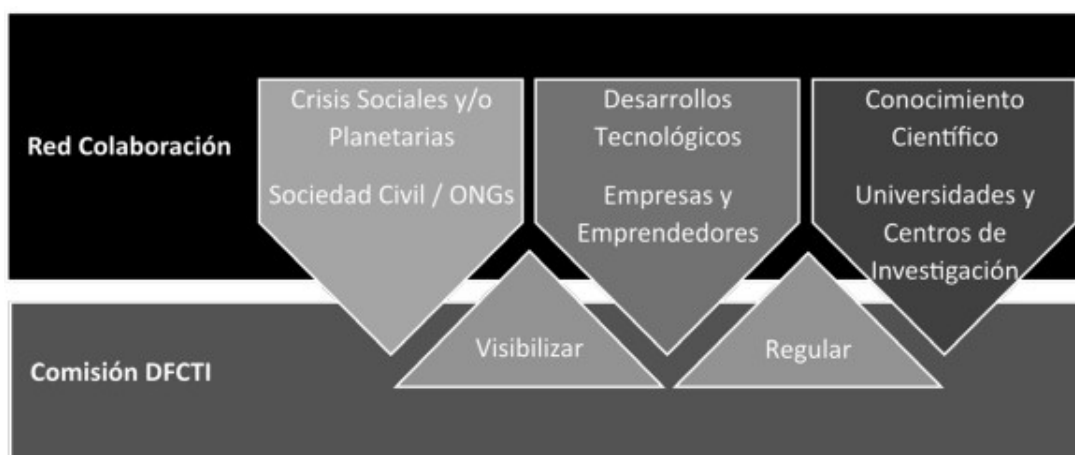 Red Colaboración
Crisis Sociales y/o
Planetarias
Sociedad Civil / ONGs
Desarrollos
Tecnológicos
Empresas y
Emprendedores
Conocimiento
Científico
Universidades y
Centros de
Investigación
Comisión DFCTI
Visibilizar
Regular